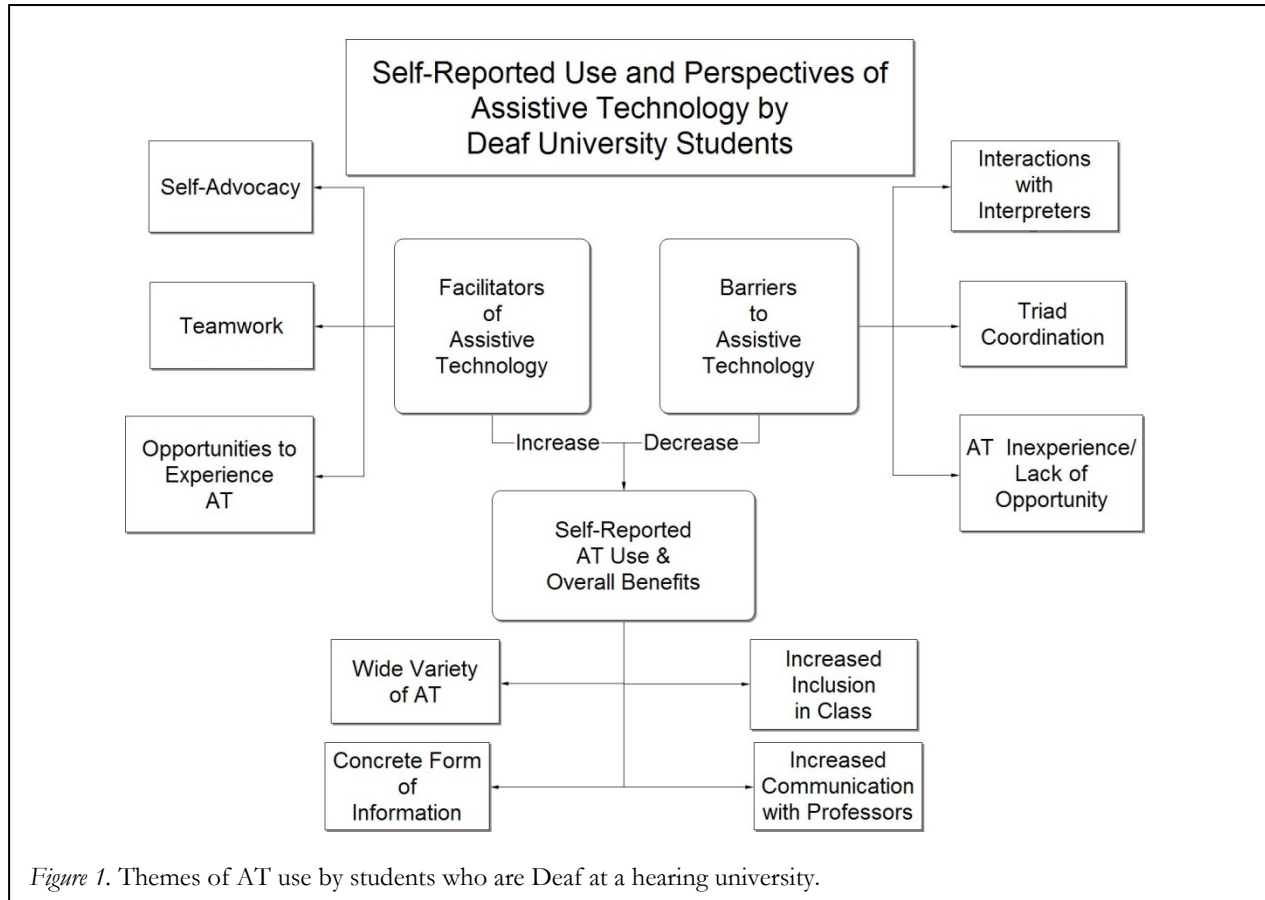 Self-Reported Use and Perspectives of
Assistive Technology by
Deaf University Students
Self-Advocacy
Teamwork
Opportunities to
Experience
AT
Facilitators
of
Assistive
Technology
Barriers
to
Assistive
Technology
Interactions
with
Interpreters
Triad
Coordination
AT Inexperience/
Lack of
Opportunity
Increase
Decrease
Self-Reported
AT Use &
Overall Benefits
Wide Variety
of AT
Increased
Inclusion
in Class
Concrete Form
of
Information
Increased
Communication
with Professors
Figure 1. Themes of AT use by students who are Deaf at a hearing university.